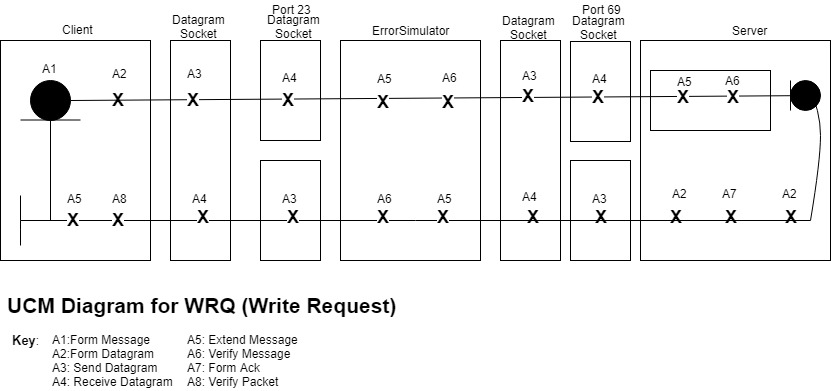 Client
Datagram
Socket
Port 23
Datagram
Socket
ErrorSimulator
Datagram
Socket
Port 69
Datagram
Socket
Server
A1
A2
A3
A4
A5
A6
A3
A4
A5
A6
X X X X X X X X X
A5
A8
A4
A3
A6
A5
A4
A3
A2
A7
A2
X X X X X X X X X X X
UCM Diagram for WRQ (Write Request)
Key: A1:Form Message A5: Extend Message
A2:Form Datagram A6: Verify Message
A3: Send Datagram A7: Form Ack
A4: Receive Datagram A8: Verify Packet